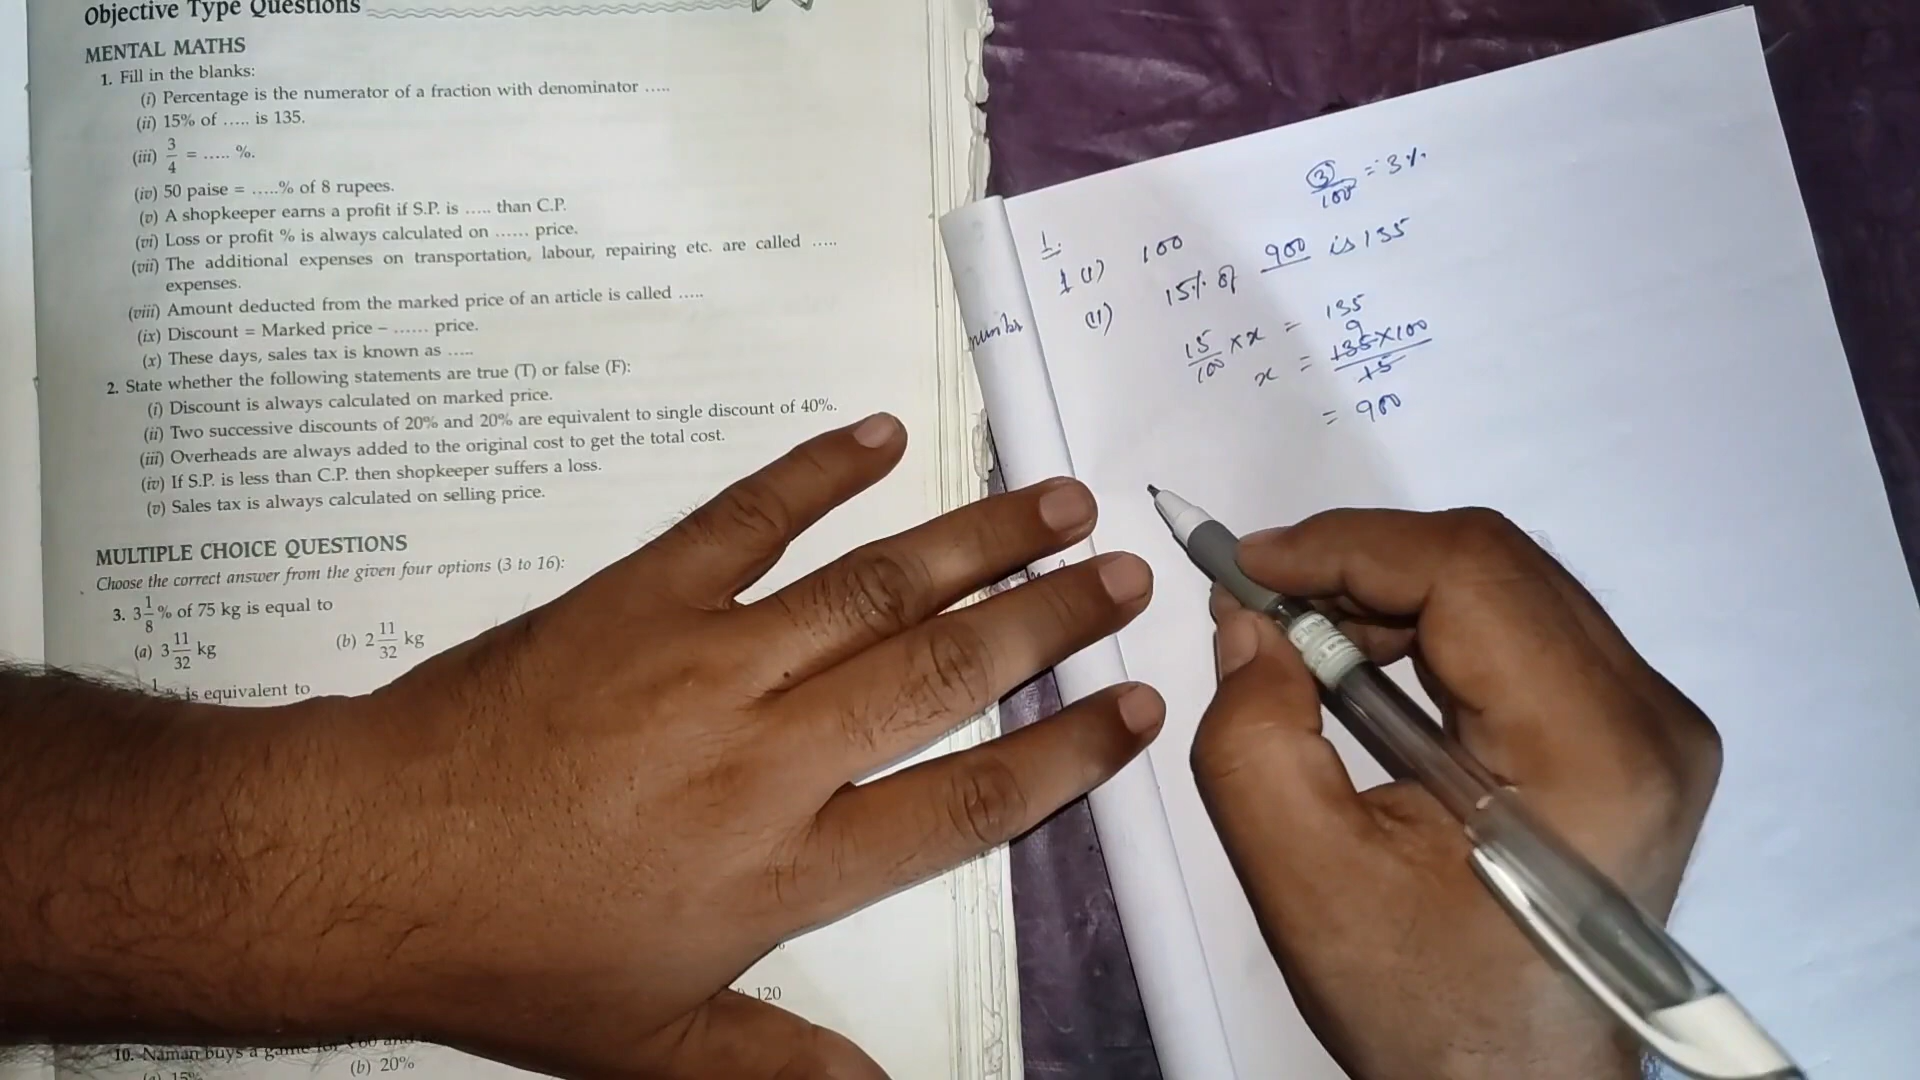 Objective Type Questions
MENTAL MATHS
1. Fill in the blanks:
(i) Percentage is the numerator of a fraction with denominator .....
(ii) 15% of ..... is 135.
(iii) 3/4 = ..... %.
(iv) 50 paise = .....% of 8 rupees.
(v) A shopkeeper earns a profit if S.P. is ..... than C.P.
(vi) Loss or profit % is always calculated on ...... price.
(vii) The additional expenses on transportation, labour, repairing etc. are called .....
expenses.
(viii) Amount deducted from the marked price of an article is called .....
(ix) Discount = Marked price – ...... price.
(x) These days, sales tax is known as .....
2. State whether the following statements are true (T) or false (F):
(i) Discount is always calculated on marked price.
(ii) Two successive discounts of 20% and 20% are equivalent to single discount of 40%.
(iii) Overheads are always added to the original cost to get the total cost.
(iv) If S.P. is less than C.P. then shopkeeper suffers a loss.
(v) Sales tax is always calculated on selling price.
MULTIPLE CHOICE QUESTIONS
Choose the correct answer from the given four options (3 to 16):
3. 3 1/8 % of 75 kg is equal to
(a) 3 11/32 kg (b) 2 11/32 kg
is equivalent to
120
10. Naman buys a game for ₹60 and
(a) 15% (b) 20%
3/100 = 3%
1.
1 (i) 100
(ii) 15% of 900 is 135
15/100 × x = 135
9
x = 135×100/15
= 900